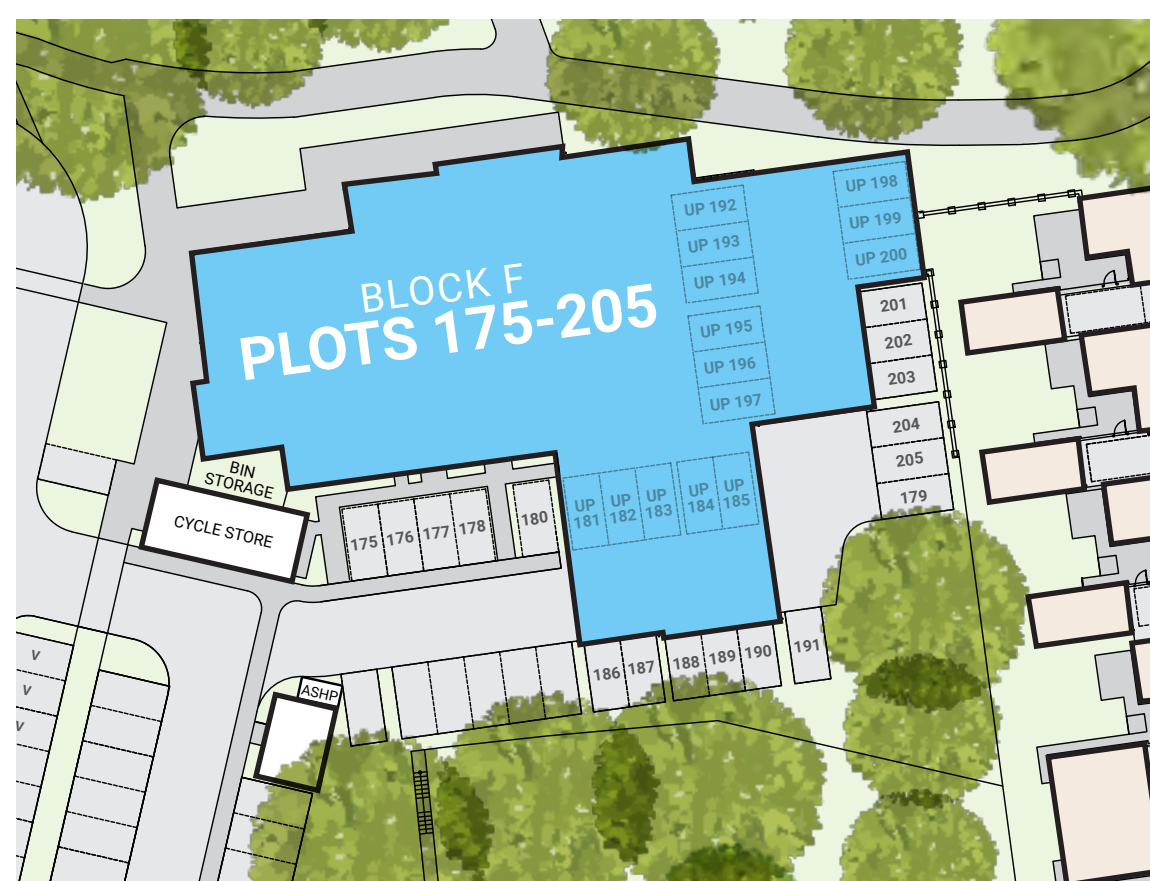 UP 198
UP 192
UP 199
UP 193
UP 200
UP 194
BLOCK F
PLOTS 175-205
201
UP 195
202
UP 196
203
UP 197
204
205
179
BIN
STORAGE
CYCLE STORE
175
176
177
178
180
UP
181
UP
182
UP
183
UP
184
UP
185
186
187
188
189
190
191
V
V
V
ASHP